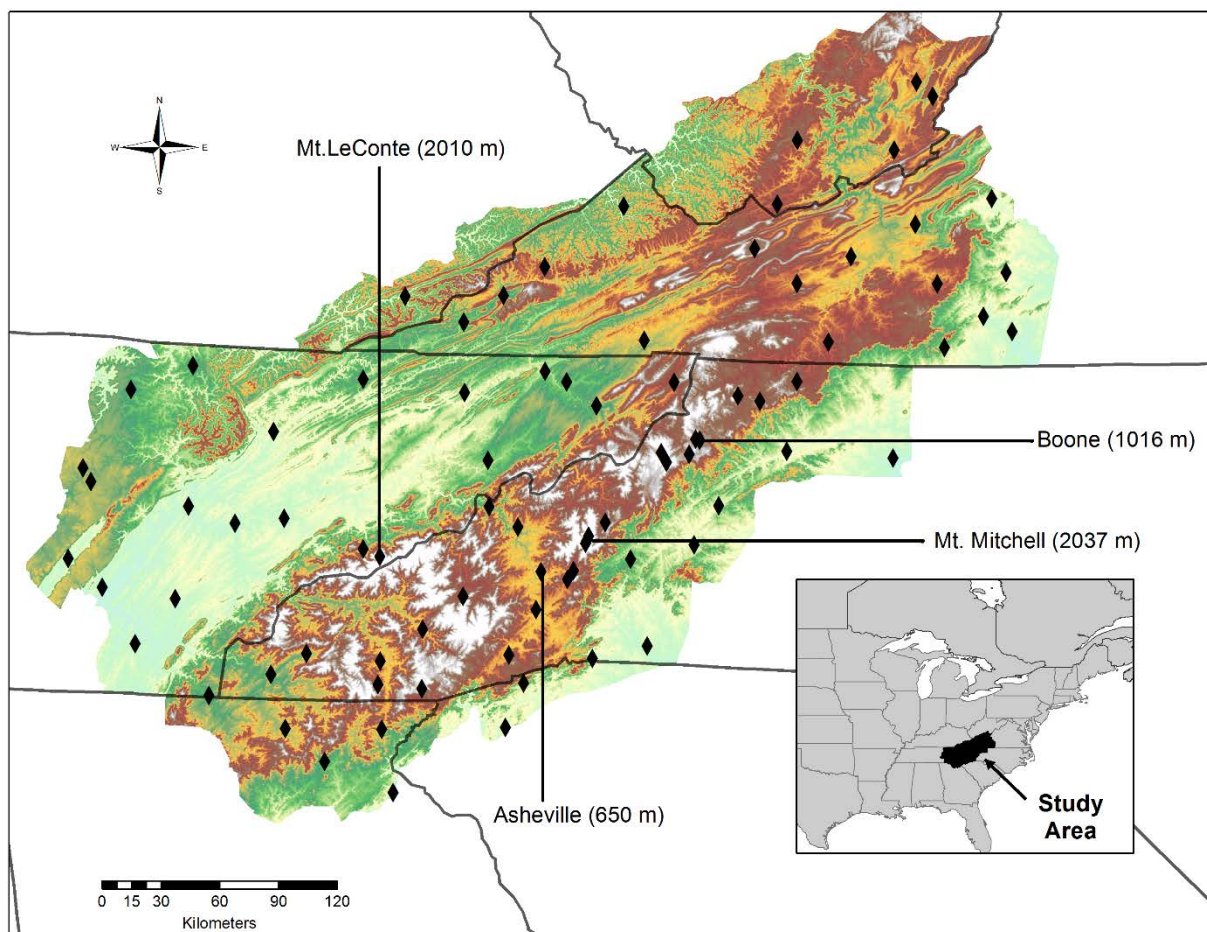 N
W E
S
Mt.LeConte (2010 m)
Boone (1016 m)
Mt. Mitchell (2037 m)
Asheville (650 m)
Study
Area
0 15 30 60 90 120
Kilometers